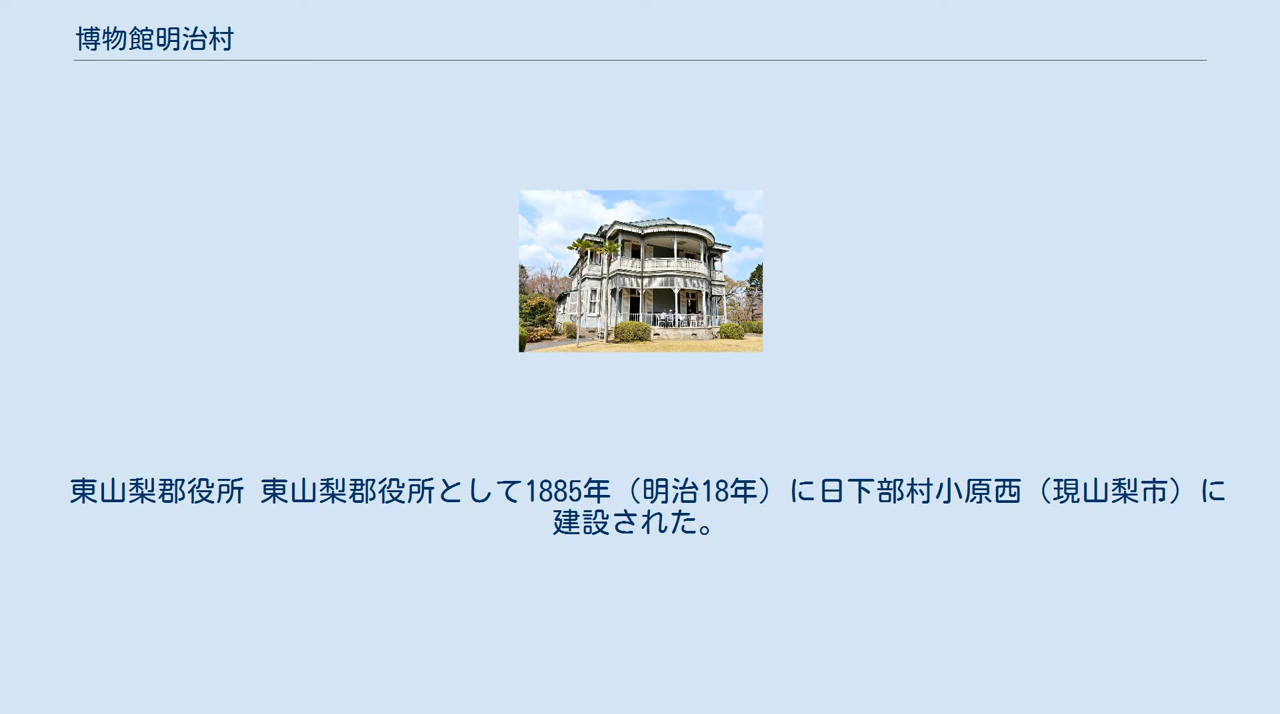 博物館明治村
東山梨郡役所 東山梨郡役所として1885年（明治18年）に日下部村小原西（現山梨市）に
建設された。